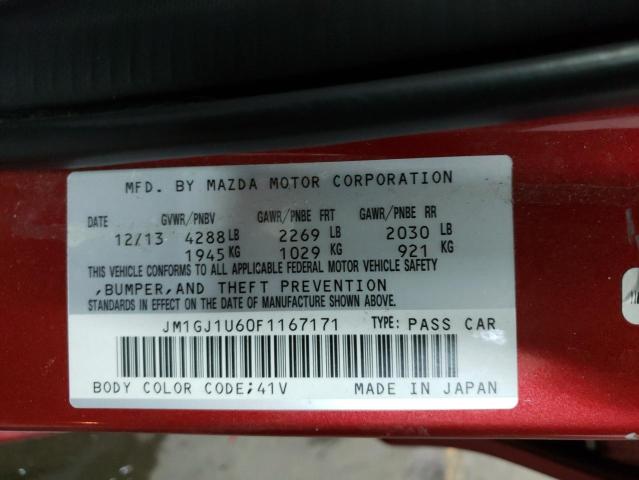 MFD. BY MAZDA MOTOR CORPORATION
DATE GVWR/PNBV GAWR/PNBE FRT GAWR/PNBE RR
12/13 4288 LB 2269 LB 2030 LB
1945 KG 1029 KG 921 KG
THIS VEHICLE CONFORMS TO ALL APPLICABLE FEDERAL MOTOR VEHICLE SAFETY
,BUMPER,AND THEFT PREVENTION
STANDARDS IN EFFECT ON THE DATE OF MANUFACTURE SHOWN ABOVE.
JM1GJ1U60F1167171 TYPE: PASS CAR
BODY COLOR CODE;41V MADE IN JAPAN